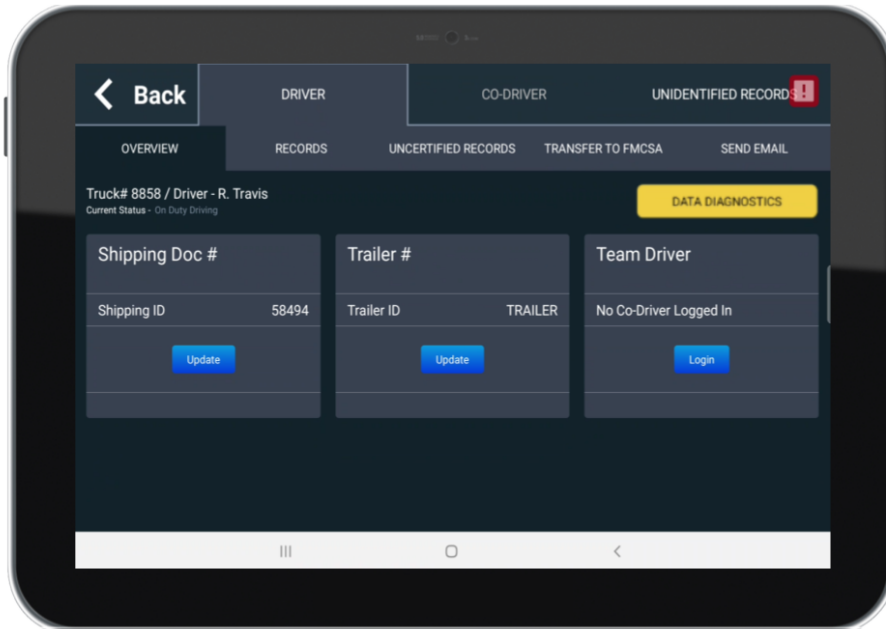 Back
DRIVER
CO-DRIVER
UNIDENTIFIED RECORDS
!
OVERVIEW
RECORDS
UNCERTIFIED RECORDS
TRANSFER TO FMCSA
SEND EMAIL
Truck# 8858 / Driver - R. Travis
Current Status - On Duty Driving
DATA DIAGNOSTICS
Shipping Doc #
Shipping ID 58494
Update
Trailer #
Trailer ID TRAILER
Update
Team Driver
No Co-Driver Logged In
Login